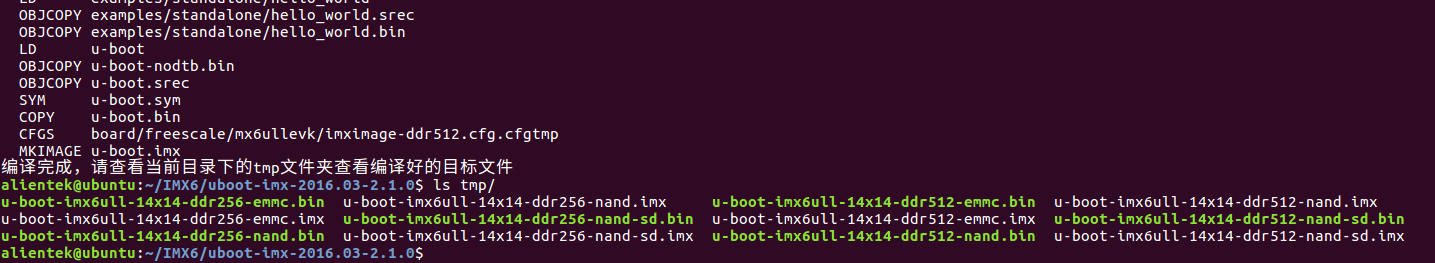 LD      examples/standalone/hello_world
OBJCOPY examples/standalone/hello_world.srec
OBJCOPY examples/standalone/hello_world.bin
LD      u-boot
OBJCOPY u-boot-nodtb.bin
OBJCOPY u-boot.srec
SYM     u-boot.sym
COPY    u-boot.bin
CFGS    board/freescale/mx6ullevk/imximage-ddr512.cfg.cfgtmp
MKIMAGE u-boot.imx
编译完成，请查看当前目录下的tmp文件夹查看编译好的目标文件
alientek@ubuntu:~/IMX6/uboot-imx-2016.03-2.1.0$ ls tmp/
u-boot-imx6ull-14x14-ddr256-emmc.bin  u-boot-imx6ull-14x14-ddr256-nand.imx     u-boot-imx6ull-14x14-ddr512-emmc.bin  u-boot-imx6ull-14x14-ddr512-nand.imx
u-boot-imx6ull-14x14-ddr256-emmc.imx  u-boot-imx6ull-14x14-ddr256-nand-sd.bin  u-boot-imx6ull-14x14-ddr512-emmc.imx  u-boot-imx6ull-14x14-ddr512-nand-sd.bin
u-boot-imx6ull-14x14-ddr256-nand.bin  u-boot-imx6ull-14x14-ddr256-nand-sd.imx  u-boot-imx6ull-14x14-ddr512-nand.bin  u-boot-imx6ull-14x14-ddr512-nand-sd.imx
alientek@ubuntu:~/IMX6/uboot-imx-2016.03-2.1.0$